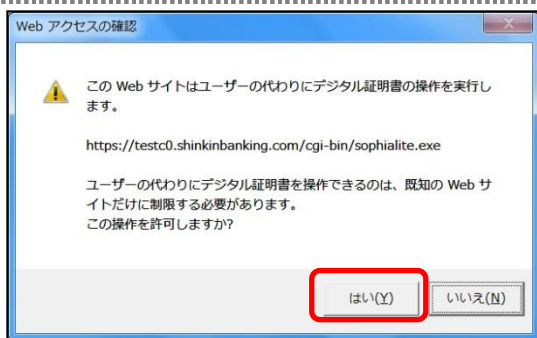 Web アクセスの確認
この Web サイトはユーザーの代わりにデジタル証明書の操作を実行し
ます。
https://testc0.shinkinbanking.com/cgi-bin/sophialite.exe
ユーザーの代わりにデジタル証明書を操作できるのは、既知の Web サ
イトだけに制限する必要があります。
この操作を許可しますか?
はい(Y)
いいえ(N)